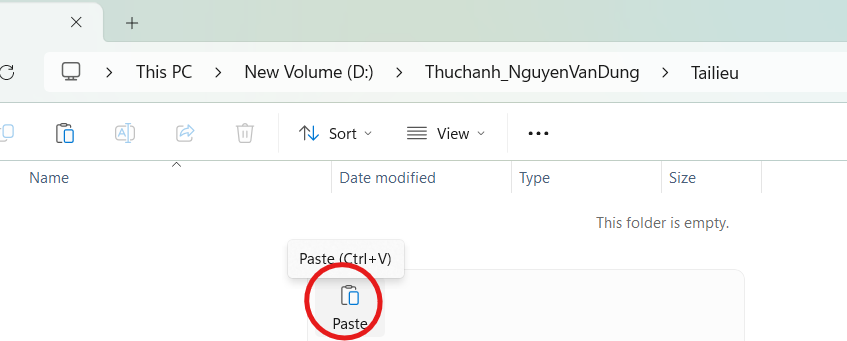 This PC > New Volume (D:) > Thuchanh_NguyenVanDung > Tailieu
Sort View
Name Date modified Type Size
This folder is empty.
Paste (Ctrl+V)
Paste